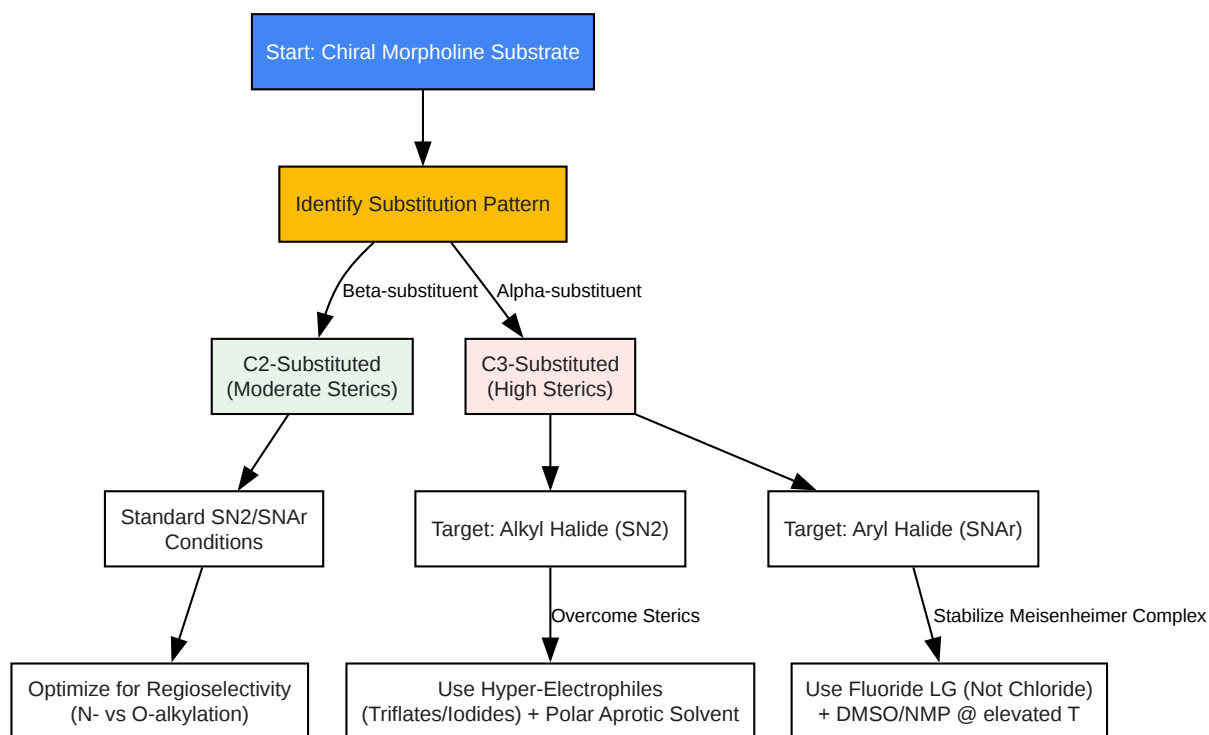 Start: Chiral Morpholine Substrate
Identify Substitution Pattern
Beta-substituent
Alpha-substituent
C2-Substituted
(Moderate Sterics)
C3-Substituted
(High Sterics)
Standard SN2/SNAr
Conditions
Target: Alkyl Halide (SN2)
Target: Aryl Halide (SNAr)
Overcome Sterics
Stabilize Meisenheimer Complex
Optimize for Regioselectivity
(N- vs O-alkylation)
Use Hyper-Electrophiles
(Triflates/Iodides) + Polar Aprotic Solvent
Use Fluoride LG (Not Chloride)
+ DMSO/NMP @ elevated T